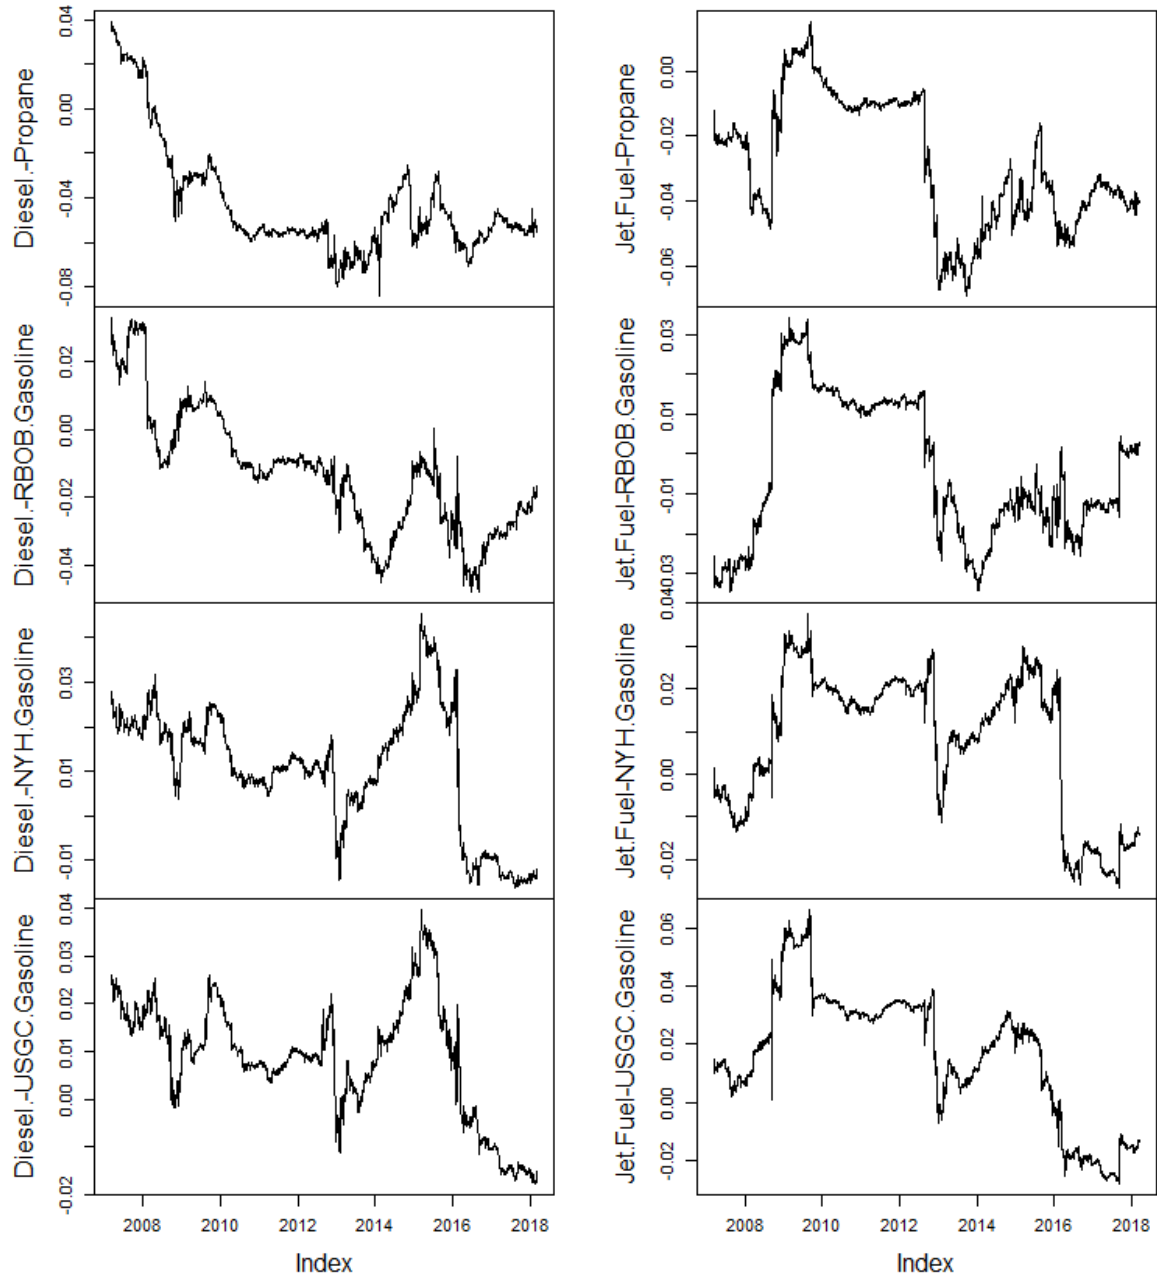 Diesel.-Propane
0.04
0.00
-0.04
-0.08
Diesel.-RBOB.Gasoline
0.02
0.00
-0.02
-0.04
Diesel.-NYH.Gasoline
0.03
0.01
-0.01
Diesel.-USGC.Gasoline
0.04
0.03
0.02
0.01
0.00
-0.02
2008 2010 2012 2014 2016 2018
Index
Jet.Fuel-Propane
0.00
-0.02
-0.04
-0.06
Jet.Fuel-RBOB.Gasoline
0.03
0.01
-0.01
0.040.03
Jet.Fuel-NYH.Gasoline
0.02
0.00
-0.02
Jet.Fuel-USGC.Gasoline
0.06
0.04
0.02
0.00
-0.02
2008 2010 2012 2014 2016 2018
Index